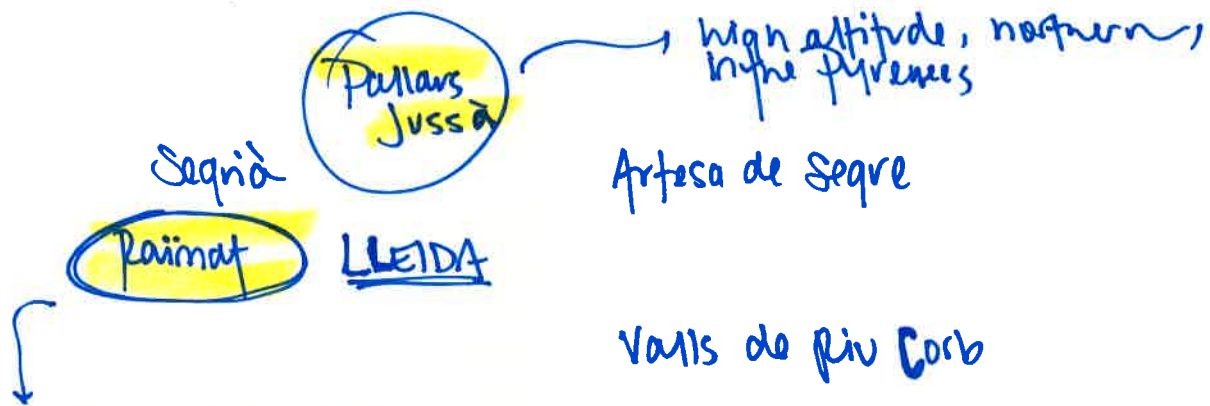 Pallars
Jussà
high altitude, northern,
in the Pyrenees
Segrià
Artesa de Segre
Raïmat
LLEIDA
Valls de Riu Corb